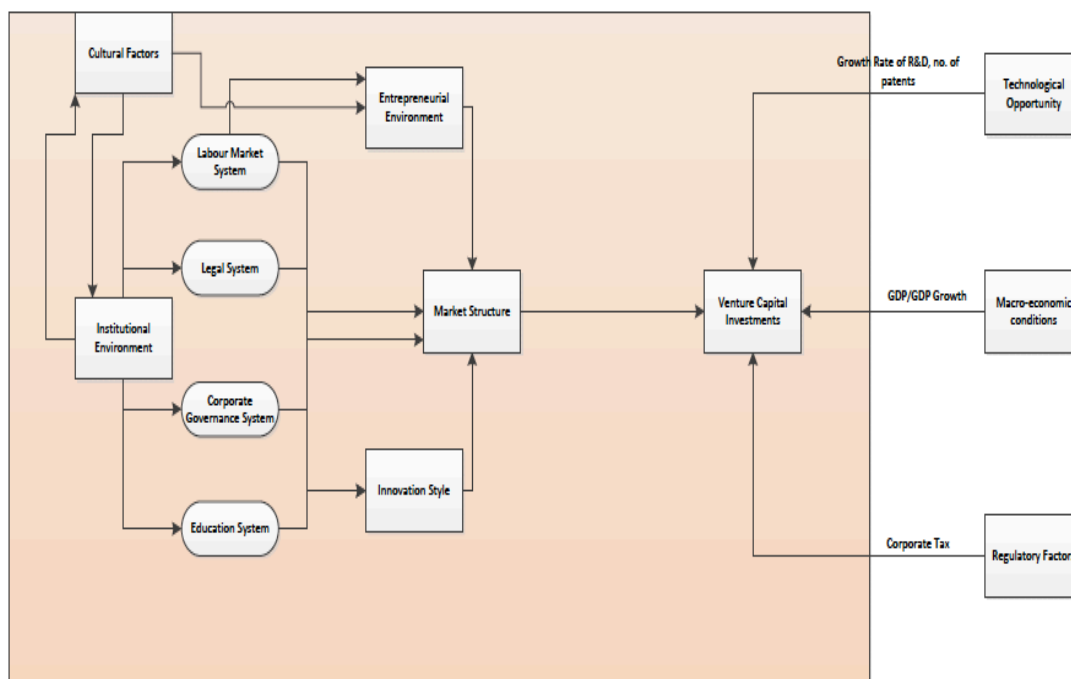 Cultural Factors
Growth Rate of R&D, no. of
patents
Technological
Opportunity
Entrepreneurial
Environment
Labour Market
System
Legal System
Institutional
Environment
Market Structure
Venture Capital
Investments
GDP/GDP Growth
Macro-economic
conditions
Corporate
Governance System
Innovation Style
Education System
Corporate Tax
Regulatory Factor